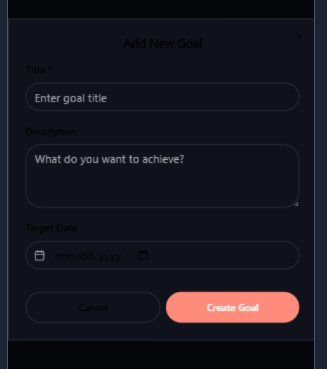 Add New Goal
×
Title *
Enter goal title
Description
What do you want to achieve?
Target Date
mm/dd/yyyy
Cancel
Create Goal